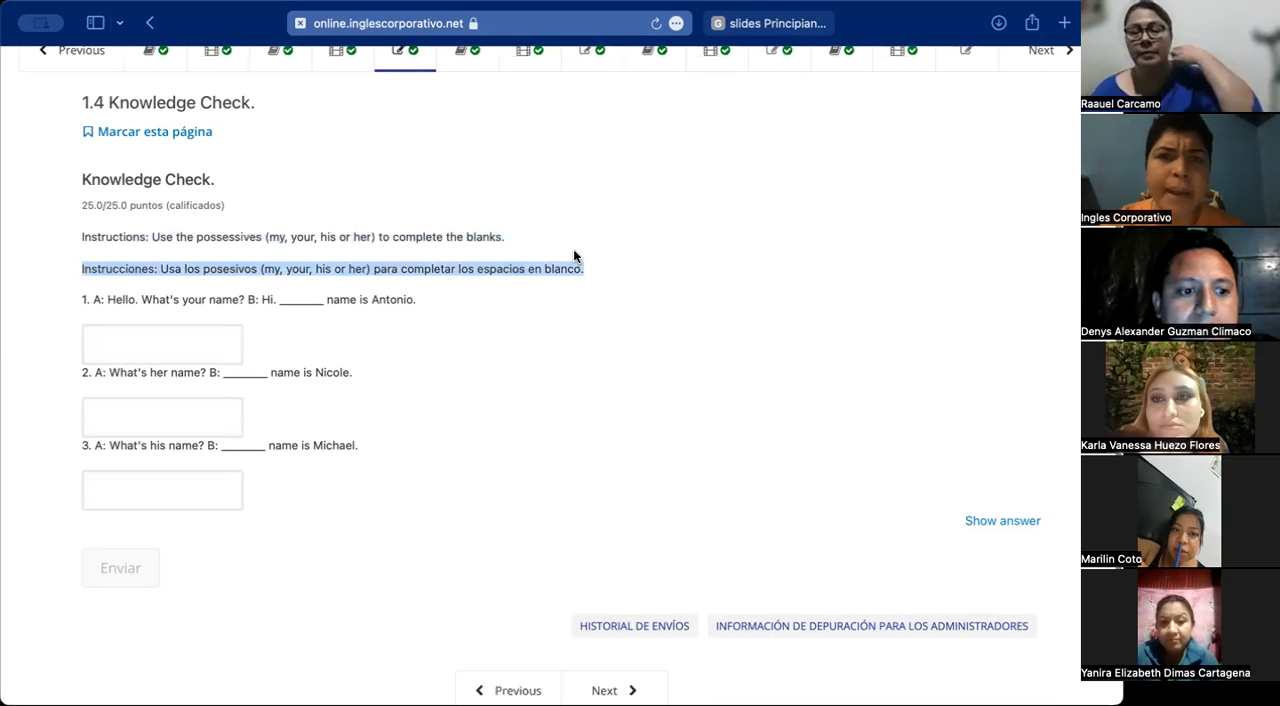 online.inglescorporativo.net
slides Principian...
Previous
Next
1.4 Knowledge Check.
Marcar esta página
Knowledge Check.
25.0/25.0 puntos (calificados)
Instructions: Use the possessives (my, your, his or her) to complete the blanks.
Instrucciones: Usa los posesivos (my, your, his or her) para completar los espacios en blanco.
1. A: Hello. What's your name? B: Hi. _______ name is Antonio.
2. A: What's her name? B: _______ name is Nicole.
3. A: What's his name? B: _______ name is Michael.
Show answer
Enviar
HISTORIAL DE ENVÍOS
INFORMACIÓN DE DEPURACIÓN PARA LOS ADMINISTRADORES
Previous
Next
Raauel Carcamo
Ingles Corporativo
Denys Alexander Guzman Climaco
Karla Vanessa Huezo Flores
Marilin Coto
Yanira Elizabeth Dimas Cartagena